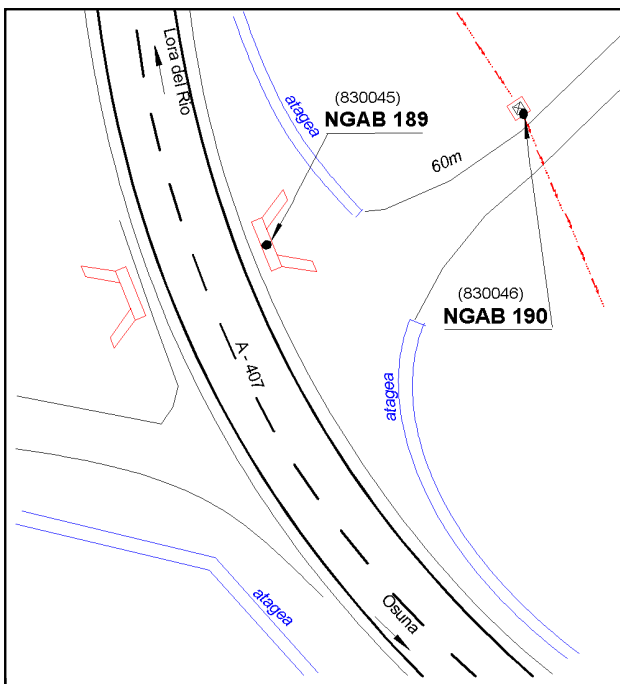 Lora del Rio
atagea
(830045)
NGAB 189
60m
(830046)
NGAB 190
A - 407
atagea
atagea
Osuna